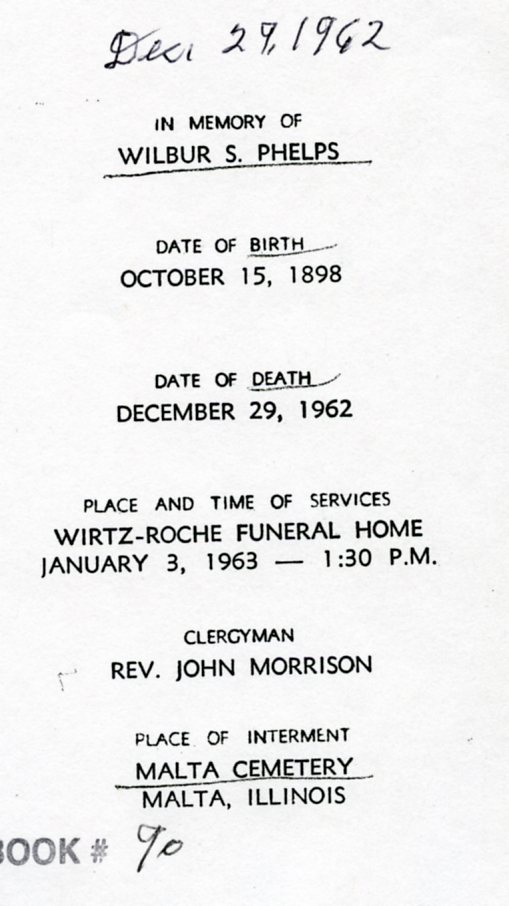 Dec. 29, 1962
IN MEMORY OF
WILBUR S. PHELPS
DATE OF BIRTH
OCTOBER 15, 1898
DATE OF DEATH
DECEMBER 29, 1962
PLACE AND TIME OF SERVICES
WIRTZ-ROCHE FUNERAL HOME
JANUARY 3, 1963 — 1:30 P.M.
CLERGYMAN
REV. JOHN MORRISON
PLACE OF INTERMENT
MALTA CEMETERY
MALTA, ILLINOIS
BOOK # 90